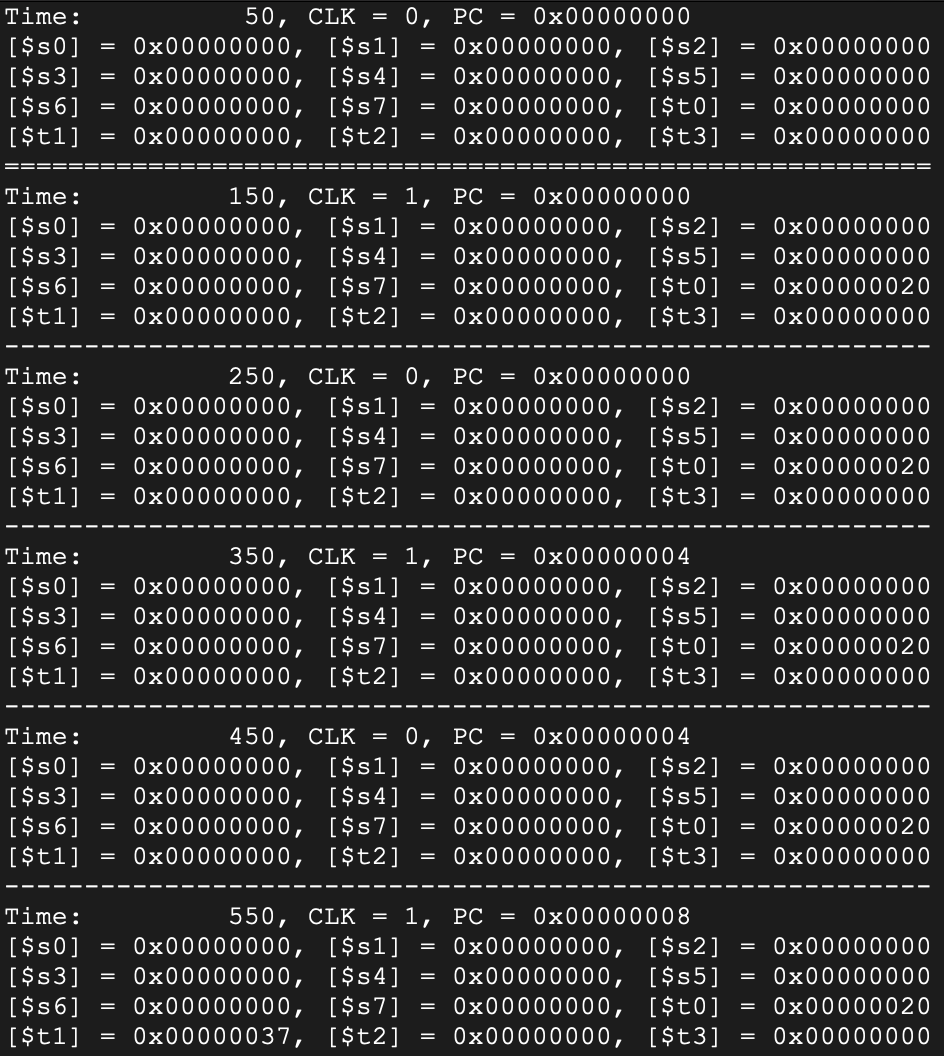 Time:          50, CLK = 0, PC = 0x00000000
[$s0] = 0x00000000, [$s1] = 0x00000000, [$s2] = 0x00000000
[$s3] = 0x00000000, [$s4] = 0x00000000, [$s5] = 0x00000000
[$s6] = 0x00000000, [$s7] = 0x00000000, [$t0] = 0x00000000
[$t1] = 0x00000000, [$t2] = 0x00000000, [$t3] = 0x00000000
==========================================================
Time:         150, CLK = 1, PC = 0x00000000
[$s0] = 0x00000000, [$s1] = 0x00000000, [$s2] = 0x00000000
[$s3] = 0x00000000, [$s4] = 0x00000000, [$s5] = 0x00000000
[$s6] = 0x00000000, [$s7] = 0x00000000, [$t0] = 0x00000020
[$t1] = 0x00000000, [$t2] = 0x00000000, [$t3] = 0x00000000
----------------------------------------------------------
Time:         250, CLK = 0, PC = 0x00000000
[$s0] = 0x00000000, [$s1] = 0x00000000, [$s2] = 0x00000000
[$s3] = 0x00000000, [$s4] = 0x00000000, [$s5] = 0x00000000
[$s6] = 0x00000000, [$s7] = 0x00000000, [$t0] = 0x00000020
[$t1] = 0x00000000, [$t2] = 0x00000000, [$t3] = 0x00000000
----------------------------------------------------------
Time:         350, CLK = 1, PC = 0x00000004
[$s0] = 0x00000000, [$s1] = 0x00000000, [$s2] = 0x00000000
[$s3] = 0x00000000, [$s4] = 0x00000000, [$s5] = 0x00000000
[$s6] = 0x00000000, [$s7] = 0x00000000, [$t0] = 0x00000020
[$t1] = 0x00000000, [$t2] = 0x00000000, [$t3] = 0x00000000
----------------------------------------------------------
Time:         450, CLK = 0, PC = 0x00000004
[$s0] = 0x00000000, [$s1] = 0x00000000, [$s2] = 0x00000000
[$s3] = 0x00000000, [$s4] = 0x00000000, [$s5] = 0x00000000
[$s6] = 0x00000000, [$s7] = 0x00000000, [$t0] = 0x00000020
[$t1] = 0x00000000, [$t2] = 0x00000000, [$t3] = 0x00000000
----------------------------------------------------------
Time:         550, CLK = 1, PC = 0x00000008
[$s0] = 0x00000000, [$s1] = 0x00000000, [$s2] = 0x00000000
[$s3] = 0x00000000, [$s4] = 0x00000000, [$s5] = 0x00000000
[$s6] = 0x00000000, [$s7] = 0x00000000, [$t0] = 0x00000020
[$t1] = 0x00000037, [$t2] = 0x00000000, [$t3] = 0x00000000